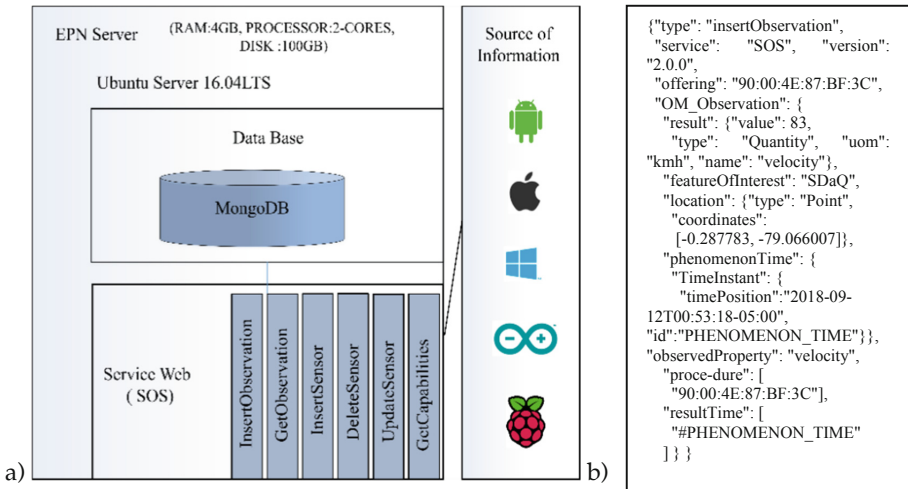 EPN Server
(RAM:4GB, PROCESSOR:2-CORES,
DISK :100GB)
Ubuntu Server 16.04LTS
Data Base
MongoDB
Service Web
( SOS)
InsertObservation
GetObservation
InsertSensor
DeleteSensor
UpdateSensor
GetCapabilities
Source of
Information
a)
b)
{"type": "insertObservation",
"service": "SOS", "version":
"2.0.0",
"offering": "90:00:4E:87:BF:3C",
"OM_Observation": {
"result": {"value": 83,
"type": "Quantity", "uom":
"kmh", "name": "velocity"},
"featureOfInterest": "SDaQ",
"location": {"type": "Point",
"coordinates":
[-0.287783, -79.066007]},
"phenomenonTime": {
"TimeInstant": {
"timePosition":"2018-09-
12T00:53:18-05:00",
"id":"PHENOMENON_TIME"}},
"observedProperty": "velocity",
"proce-dure": [
"90:00:4E:87:BF:3C"],
"resultTime": [
"#PHENOMENON_TIME"
] } }